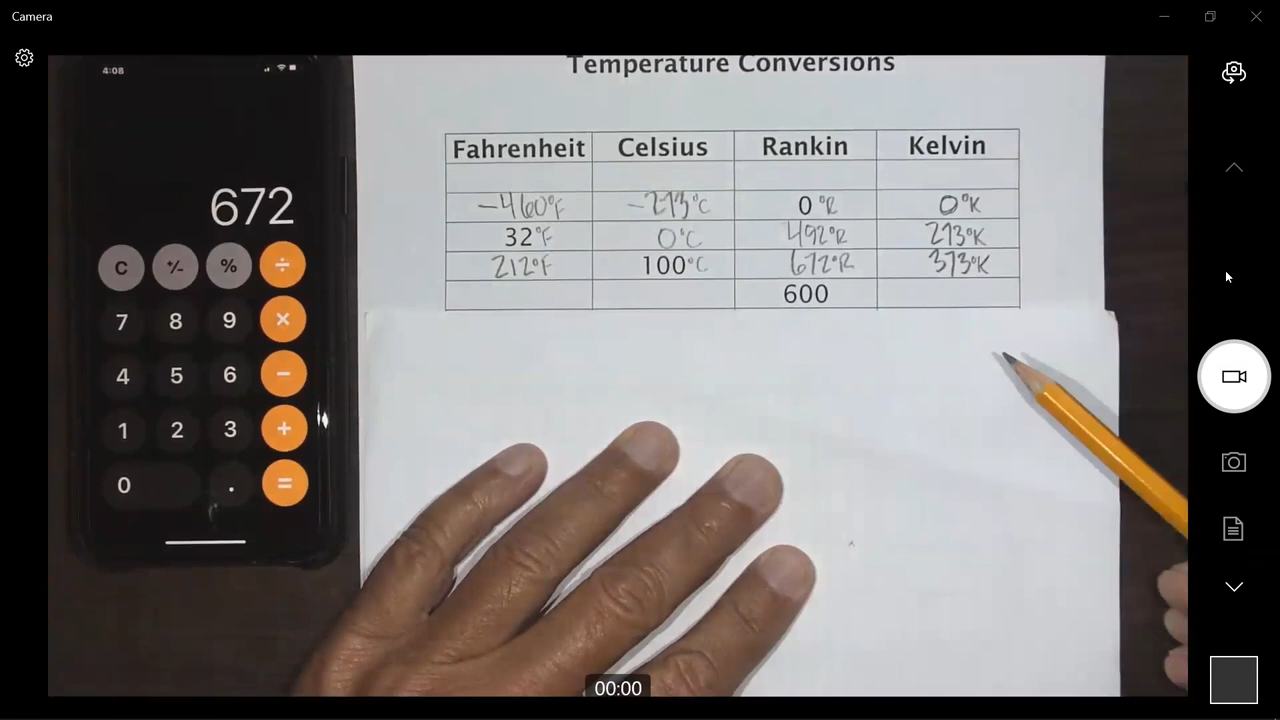 Camera
4:08
Temperature Conversions
Fahrenheit Celsius Rankin Kelvin
-460°F -273°C 0°R 0°K
32°F 0°C 492°R 273°K
212°F 100°C 672°R 373°K
600
672
C +/- % ÷
7 8 9 ×
4 5 6 −
1 2 3 +
0 . =
00:00